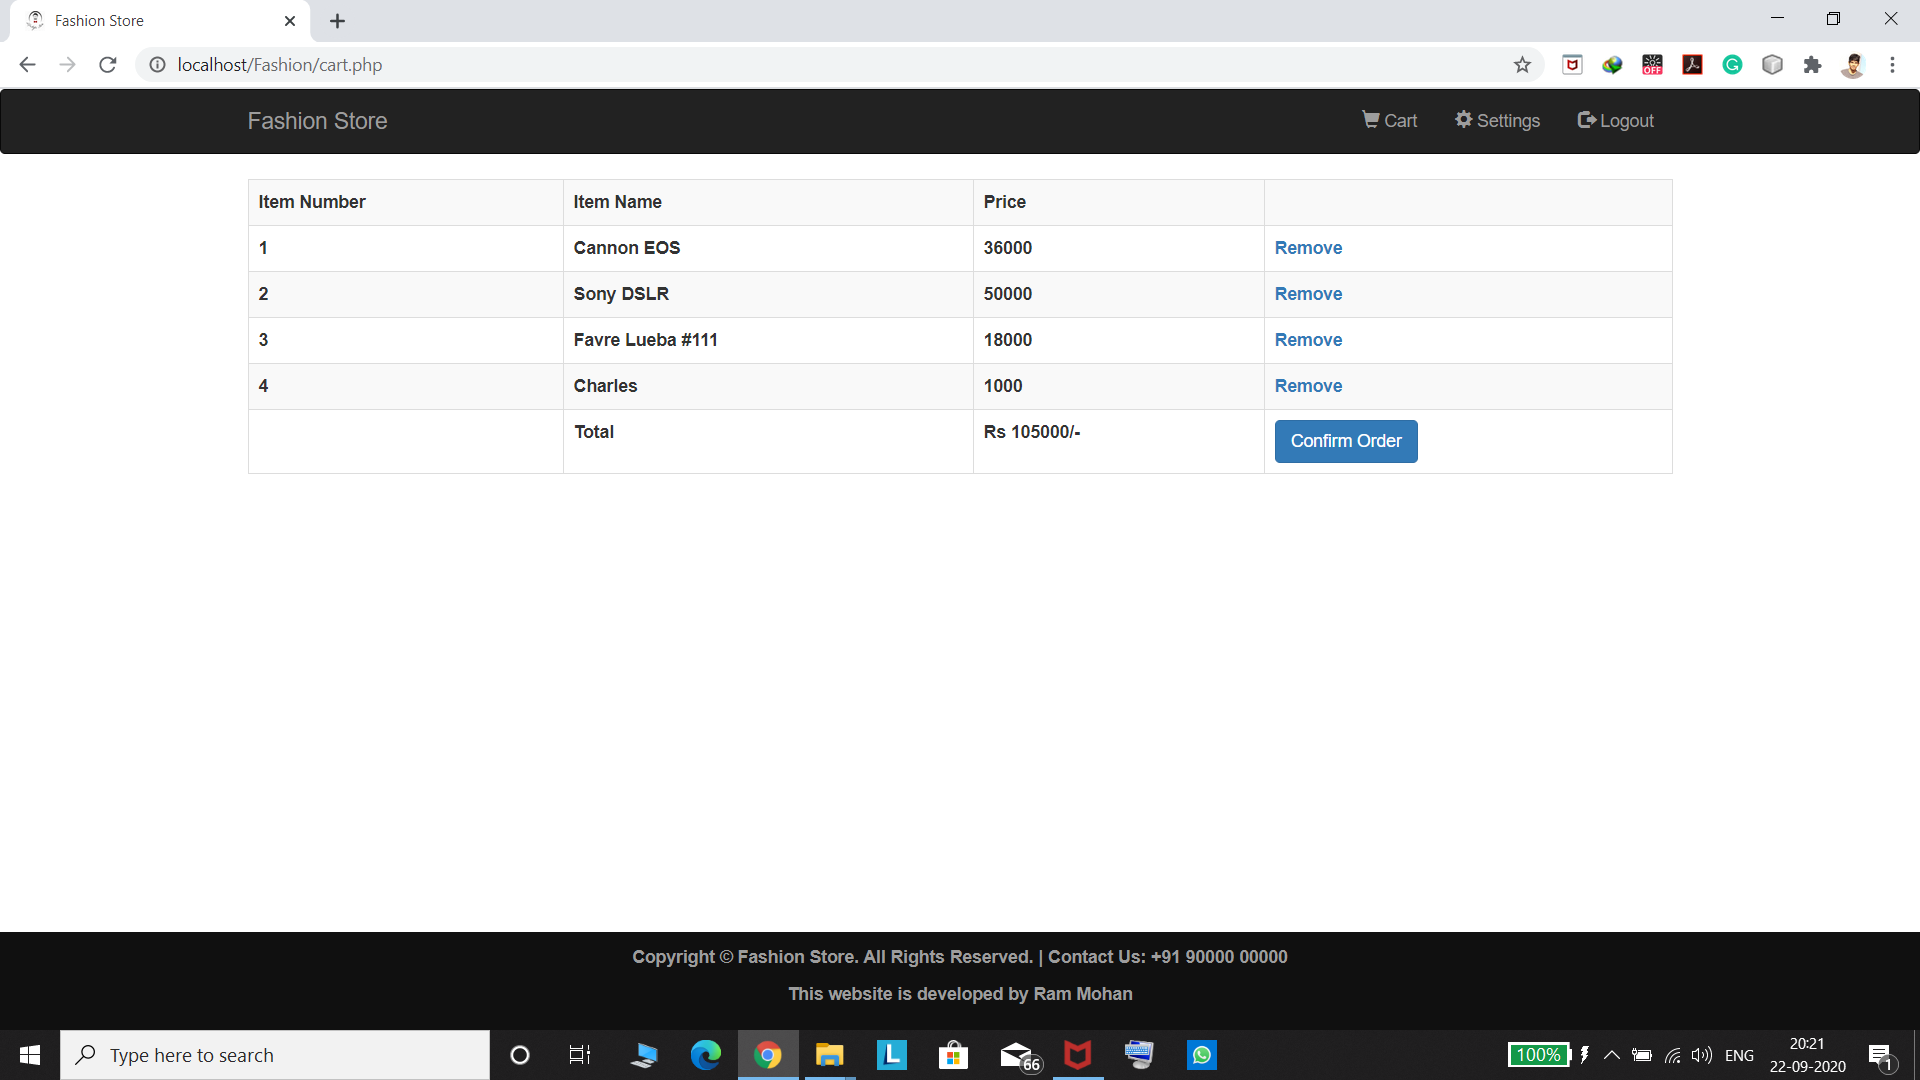 Fashion Store
localhost/Fashion/cart.php
OFF
Fashion Store Cart Settings Logout
Item Number Item Name Price
1 Cannon EOS 36000 Remove
2 Sony DSLR 50000 Remove
3 Favre Lueba #111 18000 Remove
4 Charles 1000 Remove
Total Rs 105000/- Confirm Order
Copyright © Fashion Store. All Rights Reserved. | Contact Us: +91 90000 00000
This website is developed by Ram Mohan
Type here to search L 66 100% ENG 20:21
22-09-2020 1